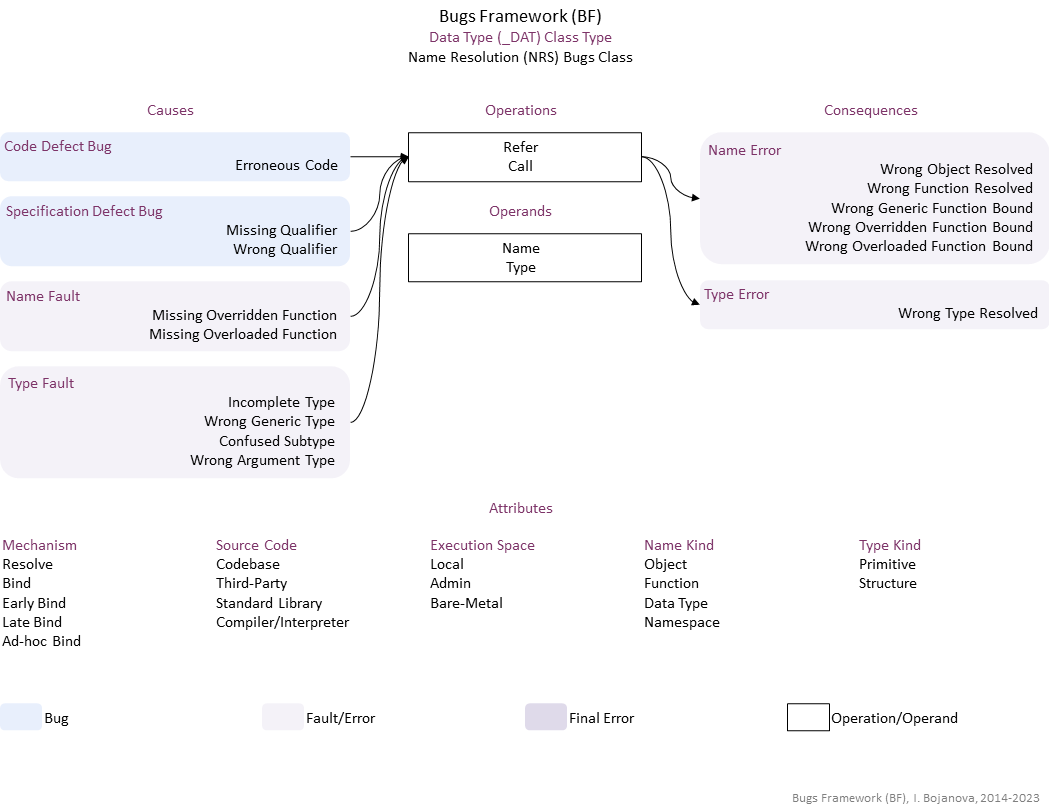 Bugs Framework (BF)
Data Type (_DAT) Class Type
Name Resolution (NRS) Bugs Class
Causes
Operations
Consequences
Code Defect Bug
Erroneous Code
Specification Defect Bug
Missing Qualifier
Wrong Qualifier
Name Fault
Missing Overridden Function
Missing Overloaded Function
Type Fault
Incomplete Type
Wrong Generic Type
Confused Subtype
Wrong Argument Type
Refer
Call
Operands
Name
Type
Name Error
Wrong Object Resolved
Wrong Function Resolved
Wrong Generic Function Bound
Wrong Overridden Function Bound
Wrong Overloaded Function Bound
Type Error
Wrong Type Resolved
Attributes
Mechanism
Resolve
Bind
Early Bind
Late Bind
Ad-hoc Bind
Source Code
Codebase
Third-Party
Standard Library
Compiler/Interpreter
Execution Space
Local
Admin
Bare-Metal
Name Kind
Object
Function
Data Type
Namespace
Type Kind
Primitive
Structure
Bug
Fault/Error
Final Error
Operation/Operand
Bugs Framework (BF), I. Bojanova, 2014-2023